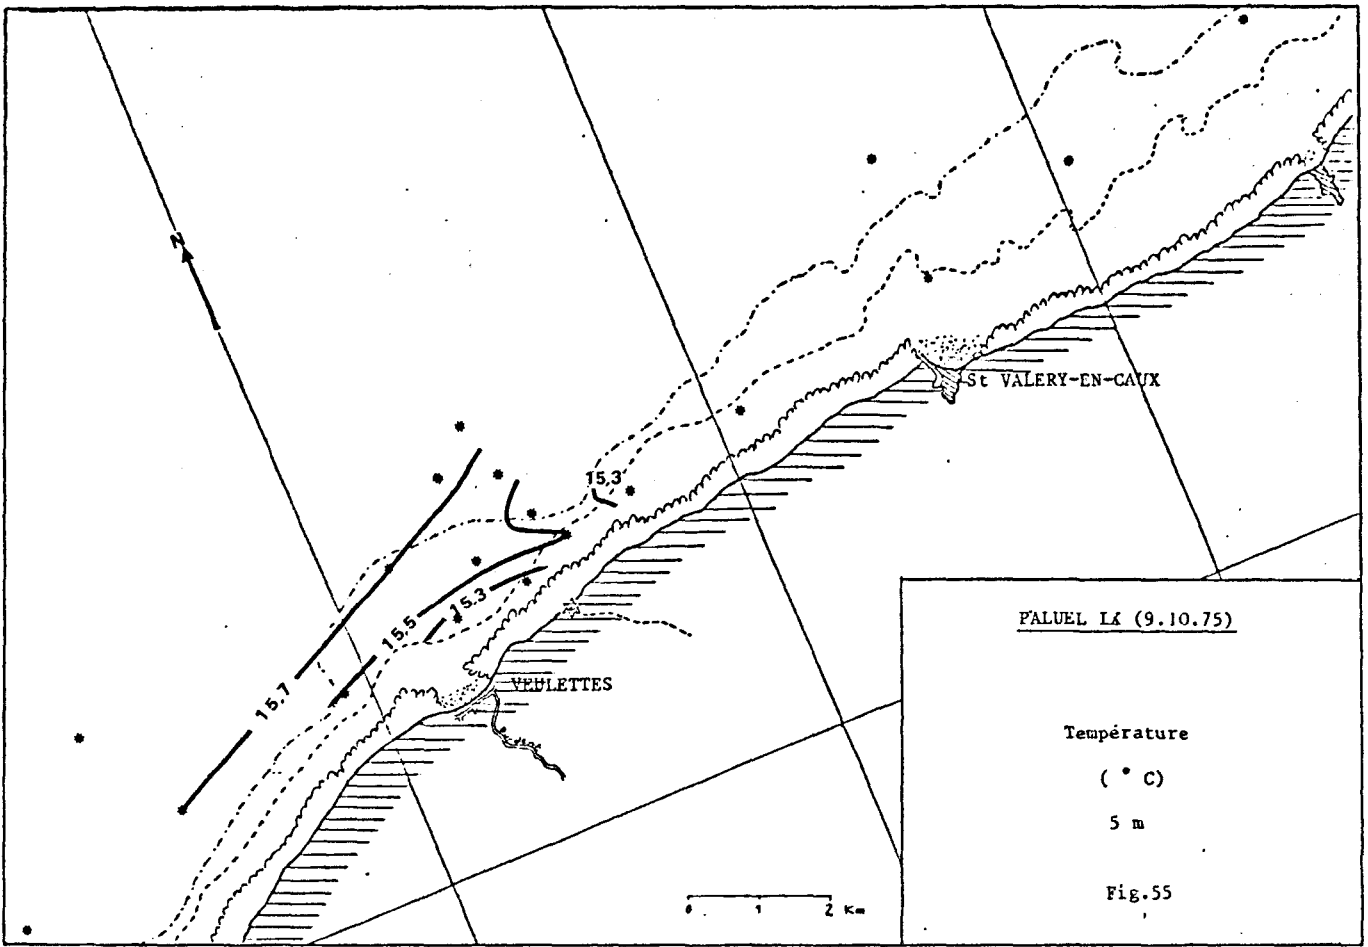 N
15,3
St VALERY-EN-CAUX
15,3
15,5
15,7
VEULETTES
0 1 2 Km
PALUEL IX (9.10.75)
Température
( ° C)
5 m
Fig.55